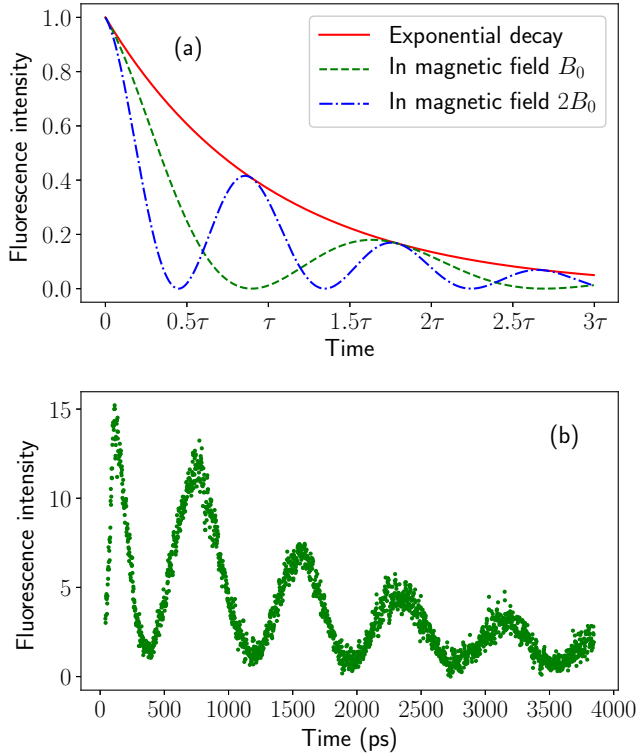 1.0
0.8
0.6
0.4
0.2
0.0
Fluorescence intensity
(a)
Exponential decay
In magnetic field B₀
In magnetic field 2B₀
0 0.5τ τ 1.5τ 2τ 2.5τ 3τ
Time
15
10
5
0
Fluorescence intensity
(b)
0 500 1000 1500 2000 2500 3000 3500 4000
Time (ps)